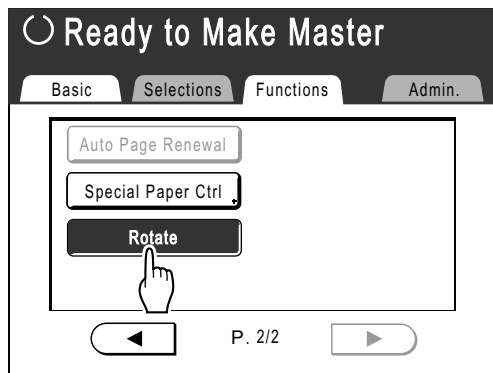 Ready to Make Master
Basic Selections Functions Admin.
Auto Page Renewal
Special Paper Ctrl
Rotate
P. 2/2